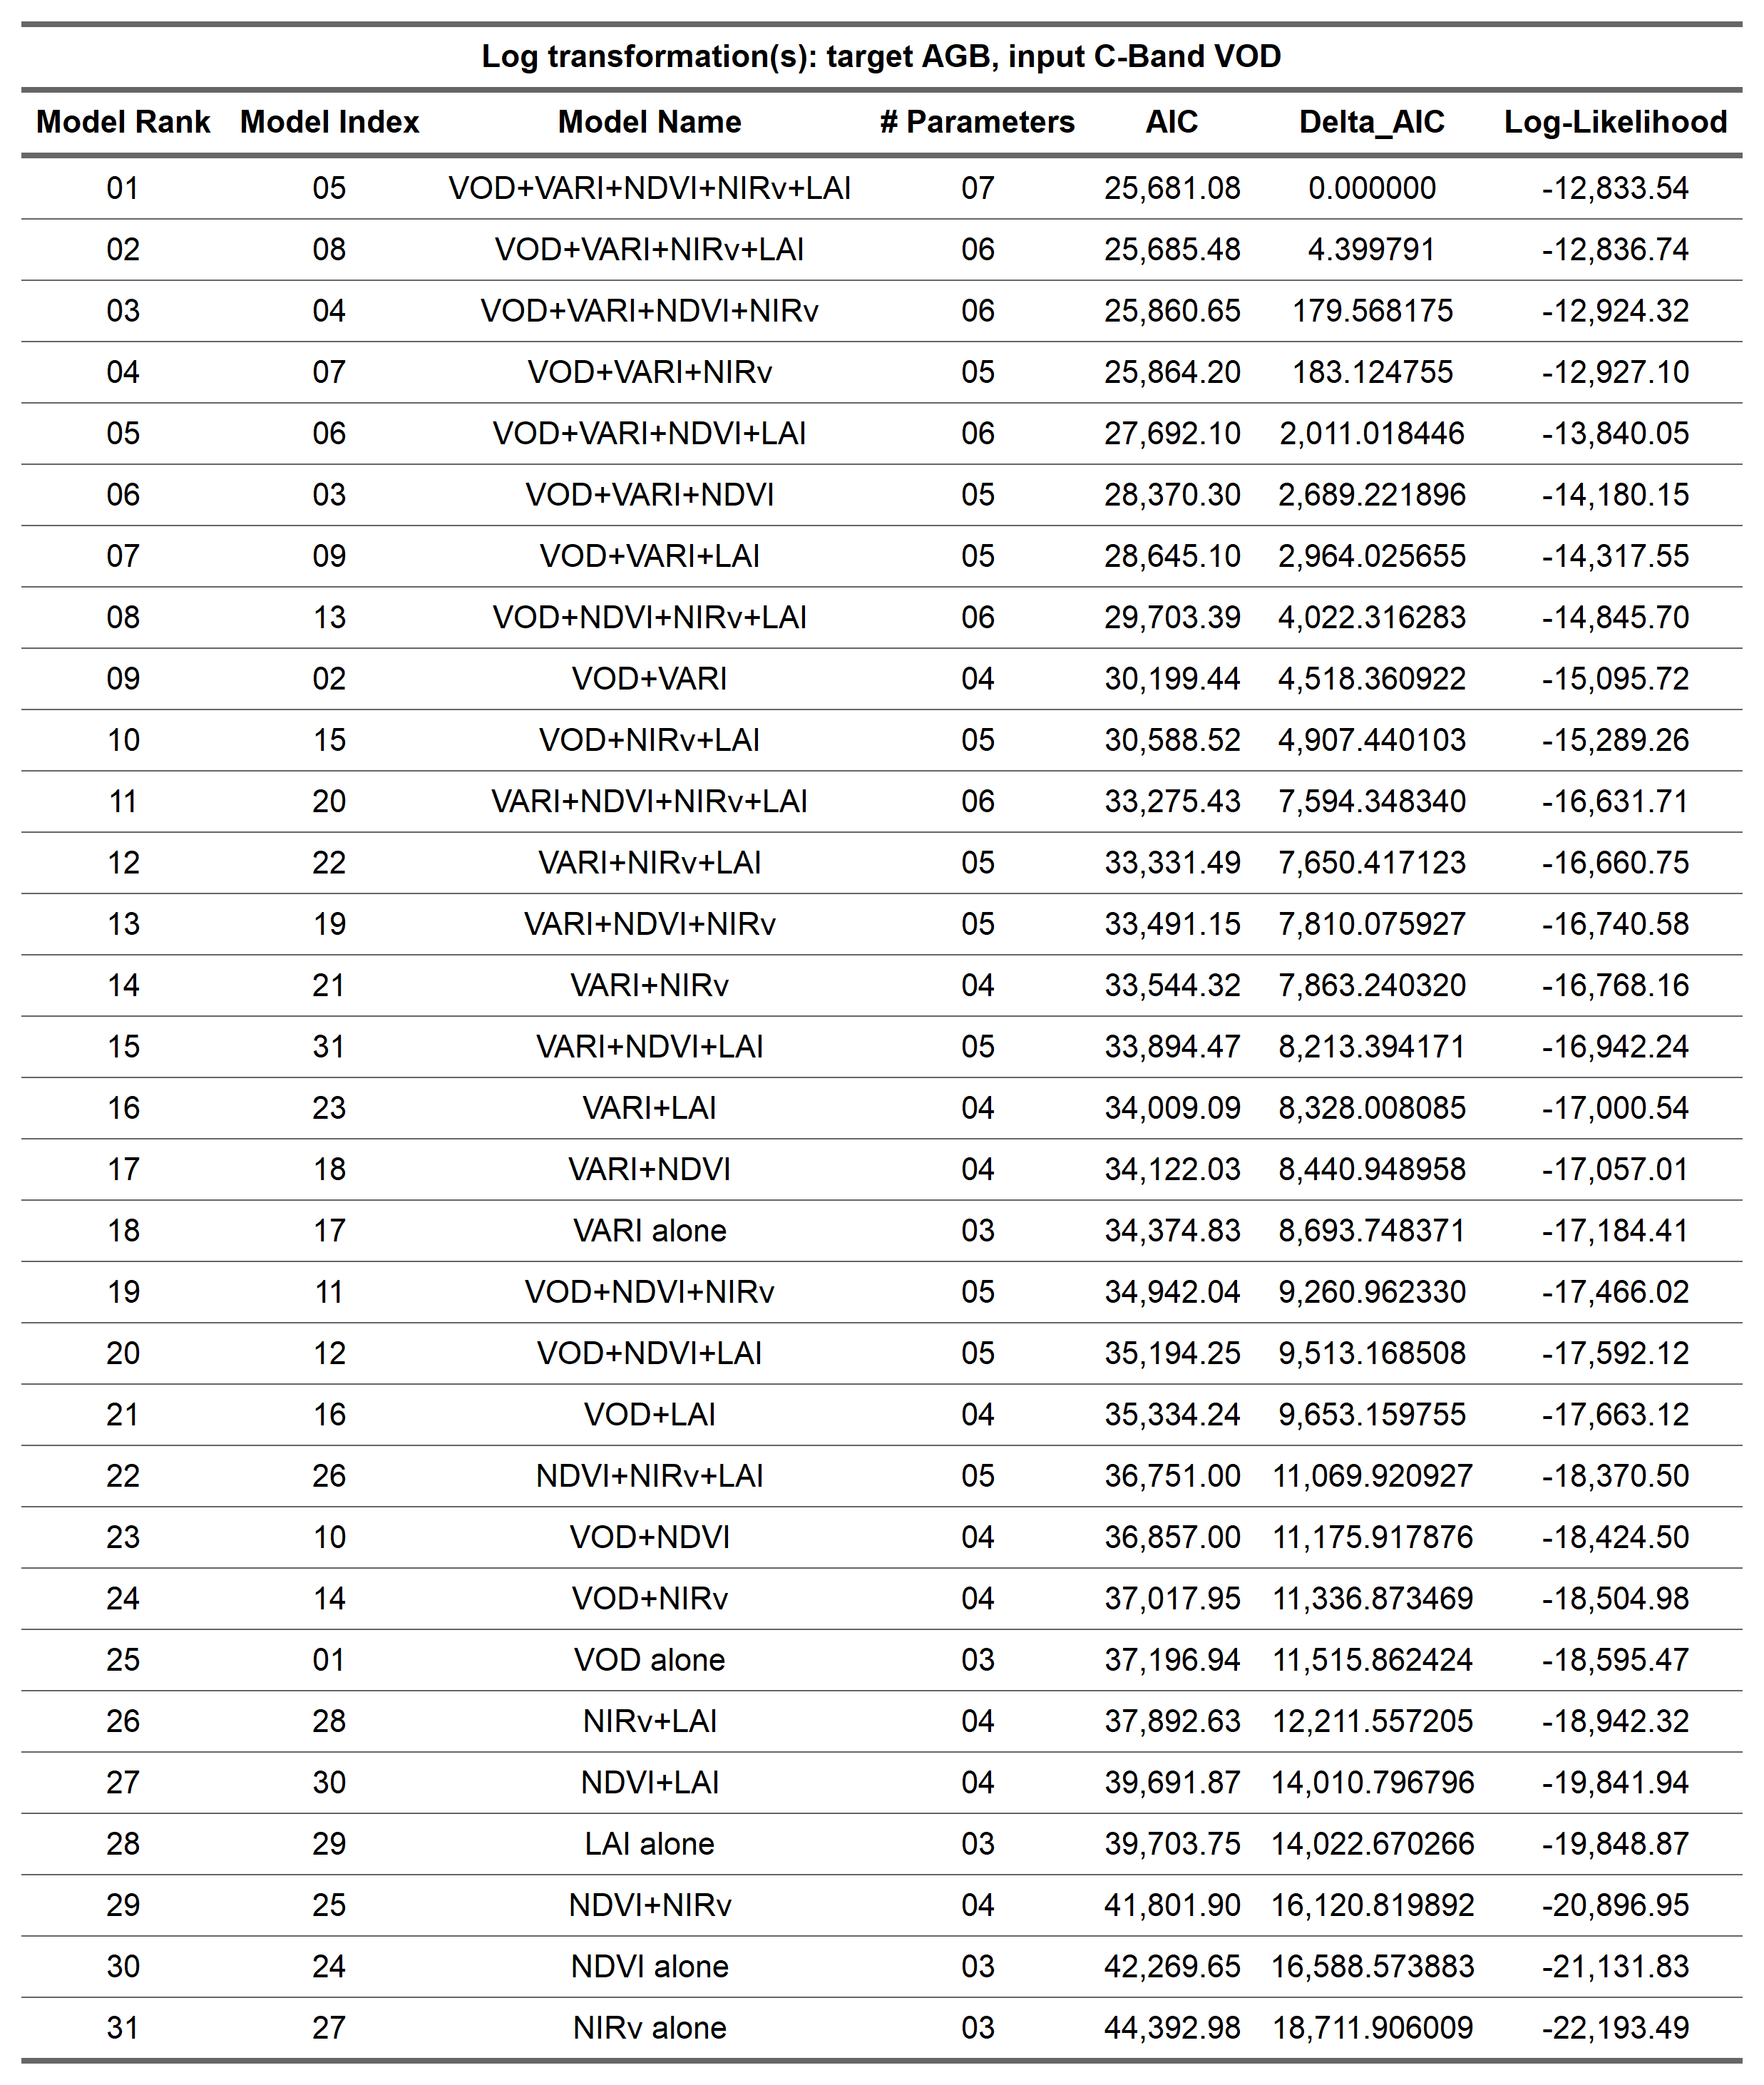 Log transformation(s): target AGB, input C-Band VOD
Model Rank Model Index Model Name # Parameters AIC Delta_AIC Log-Likelihood
01 05 VOD+VARI+NDVI+NIRv+LAI 07 25,681.08 0.000000 -12,833.54
02 08 VOD+VARI+NIRv+LAI 06 25,685.48 4.399791 -12,836.74
03 04 VOD+VARI+NDVI+NIRv 06 25,860.65 179.568175 -12,924.32
04 07 VOD+VARI+NIRv 05 25,864.20 183.124755 -12,927.10
05 06 VOD+VARI+NDVI+LAI 06 27,692.10 2,011.018446 -13,840.05
06 03 VOD+VARI+NDVI 05 28,370.30 2,689.221896 -14,180.15
07 09 VOD+VARI+LAI 05 28,645.10 2,964.025655 -14,317.55
08 13 VOD+NDVI+NIRv+LAI 06 29,703.39 4,022.316283 -14,845.70
09 02 VOD+VARI 04 30,199.44 4,518.360922 -15,095.72
10 15 VOD+NIRv+LAI 05 30,588.52 4,907.440103 -15,289.26
11 20 VARI+NDVI+NIRv+LAI 06 33,275.43 7,594.348340 -16,631.71
12 22 VARI+NIRv+LAI 05 33,331.49 7,650.417123 -16,660.75
13 19 VARI+NDVI+NIRv 05 33,491.15 7,810.075927 -16,740.58
14 21 VARI+NIRv 04 33,544.32 7,863.240320 -16,768.16
15 31 VARI+NDVI+LAI 05 33,894.47 8,213.394171 -16,942.24
16 23 VARI+LAI 04 34,009.09 8,328.008085 -17,000.54
17 18 VARI+NDVI 04 34,122.03 8,440.948958 -17,057.01
18 17 VARI alone 03 34,374.83 8,693.748371 -17,184.41
19 11 VOD+NDVI+NIRv 05 34,942.04 9,260.962330 -17,466.02
20 12 VOD+NDVI+LAI 05 35,194.25 9,513.168508 -17,592.12
21 16 VOD+LAI 04 35,334.24 9,653.159755 -17,663.12
22 26 NDVI+NIRv+LAI 05 36,751.00 11,069.920927 -18,370.50
23 10 VOD+NDVI 04 36,857.00 11,175.917876 -18,424.50
24 14 VOD+NIRv 04 37,017.95 11,336.873469 -18,504.98
25 01 VOD alone 03 37,196.94 11,515.862424 -18,595.47
26 28 NIRv+LAI 04 37,892.63 12,211.557205 -18,942.32
27 30 NDVI+LAI 04 39,691.87 14,010.796796 -19,841.94
28 29 LAI alone 03 39,703.75 14,022.670266 -19,848.87
29 25 NDVI+NIRv 04 41,801.90 16,120.819892 -20,896.95
30 24 NDVI alone 03 42,269.65 16,588.573883 -21,131.83
31 27 NIRv alone 03 44,392.98 18,711.906009 -22,193.49